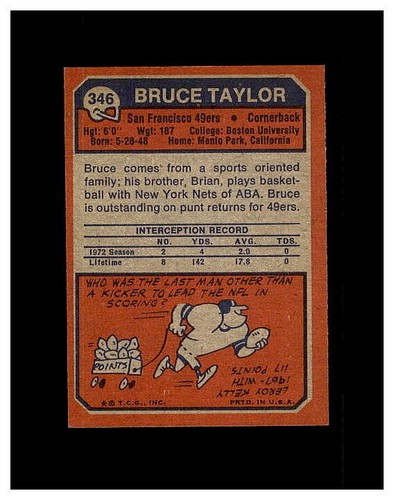 346 BRUCE TAYLOR
San Francisco 49ers • Cornerback
Hgt: 6'0" Wgt: 187 College: Boston University
Born: 5-28-48 Home: Menlo Park, California
Bruce comes from a sports oriented
family; his brother, Brian, plays basket-
ball with New York Nets of ABA. Bruce
is outstanding on punt returns for 49ers.
INTERCEPTION RECORD
NO. YDS. AVG. TDS.
1972 Season 2 4 2.0 0
Lifetime 8 142 17.8 0
WHO WAS THE LAST MAN OTHER THAN
A KICKER TO LEAD THE NFL IN
SCORING?
POINTS
LEROY KELLY
1967- WITH
117 POINTS.
© T.C.G., INC. PRTD. IN U.S.A.